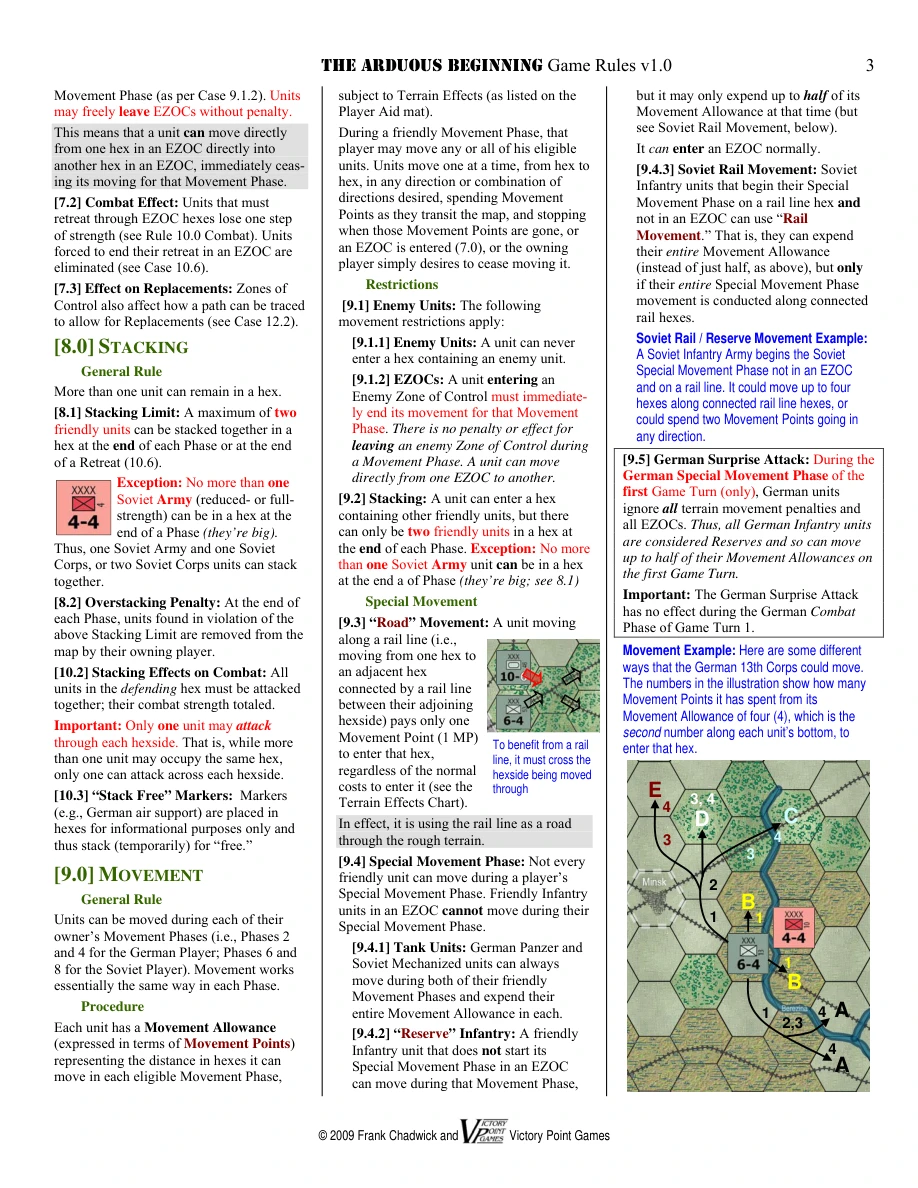 THE ARDUOUS BEGINNING Game Rules v1.0
3
Movement Phase (as per Case 9.1.2). Units
may freely leave EZOCs without penalty.
This means that a unit can move directly
from one hex in an EZOC directly into
another hex in an EZOC, immediately ceas-
ing its moving for that Movement Phase.
[7.2] Combat Effect: Units that must
retreat through EZOC hexes lose one step
of strength (see Rule 10.0 Combat). Units
forced to end their retreat in an EZOC are
eliminated (see Case 10.6).
[7.3] Effect on Replacements: Zones of
Control also affect how a path can be traced
to allow for Replacements (see Case 12.2).
[8.0] STACKING
General Rule
More than one unit can remain in a hex.
[8.1] Stacking Limit: A maximum of two
friendly units can be stacked together in a
hex at the end of each Phase or at the end
of a Retreat (10.6).
XXXX
4-4
Exception: No more than one
Soviet Army (reduced- or full-
strength) can be in a hex at the
end of a Phase (they're big).
Thus, one Soviet Army and one Soviet
Corps, or two Soviet Corps units can stack
together.
[8.2] Overstacking Penalty: At the end of
each Phase, units found in violation of the
above Stacking Limit are removed from the
map by their owning player.
[10.2] Stacking Effects on Combat: All
units in the defending hex must be attacked
together; their combat strength totaled.
Important: Only one unit may attack
through each hexside. That is, while more
than one unit may occupy the same hex,
only one can attack across each hexside.
[10.3] "Stack Free" Markers: Markers
(e.g., German air support) are placed in
hexes for informational purposes only and
thus stack (temporarily) for "free."
[9.0] MOVEMENT
General Rule
Units can be moved during each of their
owner's Movement Phases (i.e., Phases 2
and 4 for the German Player; Phases 6 and
8 for the Soviet Player). Movement works
essentially the same way in each Phase.
Procedure
Each unit has a Movement Allowance
(expressed in terms of Movement Points)
representing the distance in hexes it can
move in each eligible Movement Phase,
subject to Terrain Effects (as listed on the
Player Aid mat).
During a friendly Movement Phase, that
player may move any or all of his eligible
units. Units move one at a time, from hex to
hex, in any direction or combination of
directions desired, spending Movement
Points as they transit the map, and stopping
when those Movement Points are gone, or
an EZOC is entered (7.0), or the owning
player simply desires to cease moving it.
Restrictions
[9.1] Enemy Units: The following
movement restrictions apply:
[9.1.1] Enemy Units: A unit can never
enter a hex containing an enemy unit.
[9.1.2] EZOCs: A unit entering an
Enemy Zone of Control must immediate-
ly end its movement for that Movement
Phase. There is no penalty or effect for
leaving an enemy Zone of Control during
a Movement Phase. A unit can move
directly from one EZOC to another.
[9.2] Stacking: A unit can enter a hex
containing other friendly units, but there
can only be two friendly units in a hex at
the end of each Phase. Exception: No more
than one Soviet Army unit can be in a hex
at the end a of Phase (they're big; see 8.1)
Special Movement
[9.3] "Road" Movement: A unit moving
along a rail line (i.e.,
moving from one hex to
an adjacent hex
connected by a rail line
between their adjoining
hexside) pays only one
Movement Point (1 MP)
to enter that hex,
regardless of the normal
costs to enter it (see the
Terrain Effects Chart).
XXX
10-
XXX
6-4
To benefit from a rail
line, it must cross the
hexside being moved
through
In effect, it is using the rail line as a road
through the rough terrain.
[9.4] Special Movement Phase: Not every
friendly unit can move during a player's
Special Movement Phase. Friendly Infantry
units in an EZOC cannot move during their
Special Movement Phase.
[9.4.1] Tank Units: German Panzer and
Soviet Mechanized units can always
move during both of their friendly
Movement Phases and expend their
entire Movement Allowance in each.
[9.4.2] "Reserve" Infantry: A friendly
Infantry unit that does not start its
Special Movement Phase in an EZOC
can move during that Movement Phase,
but it may only expend up to half of its
Movement Allowance at that time (but
see Soviet Rail Movement, below).
It can enter an EZOC normally.
[9.4.3] Soviet Rail Movement: Soviet
Infantry units that begin their Special
Movement Phase on a rail line hex and
not in an EZOC can use "Rail
Movement." That is, they can expend
their entire Movement Allowance
(instead of just half, as above), but only
if their entire Special Movement Phase
movement is conducted along connected
rail hexes.
Soviet Rail / Reserve Movement Example:
A Soviet Infantry Army begins the Soviet
Special Movement Phase not in an EZOC
and on a rail line. It could move up to four
hexes along connected rail line hexes, or
could spend two Movement Points going in
any direction.
[9.5] German Surprise Attack: During the
German Special Movement Phase of the
first Game Turn (only), German units
ignore all terrain movement penalties and
all EZOCs. Thus, all German Infantry units
are considered Reserves and so can move
up to half of their Movement Allowances on
the first Game Turn.
Important: The German Surprise Attack
has no effect during the German Combat
Phase of Game Turn 1.
Movement Example: Here are some different
ways that the German 13th Corps could move.
The numbers in the illustration show how many
Movement Points it has spent from its
Movement Allowance of four (4), which is the
second number along each unit's bottom, to
enter that hex.
E
4
3, 4
D
C
4
3
3
Minsk
2
B
1
1
XXXX
4-4
XXX
6-4
1
B
1
Berezina
2,3
4
A
4
A
© 2009 Frank Chadwick and VICTORY POINT GAMES Victory Point Games